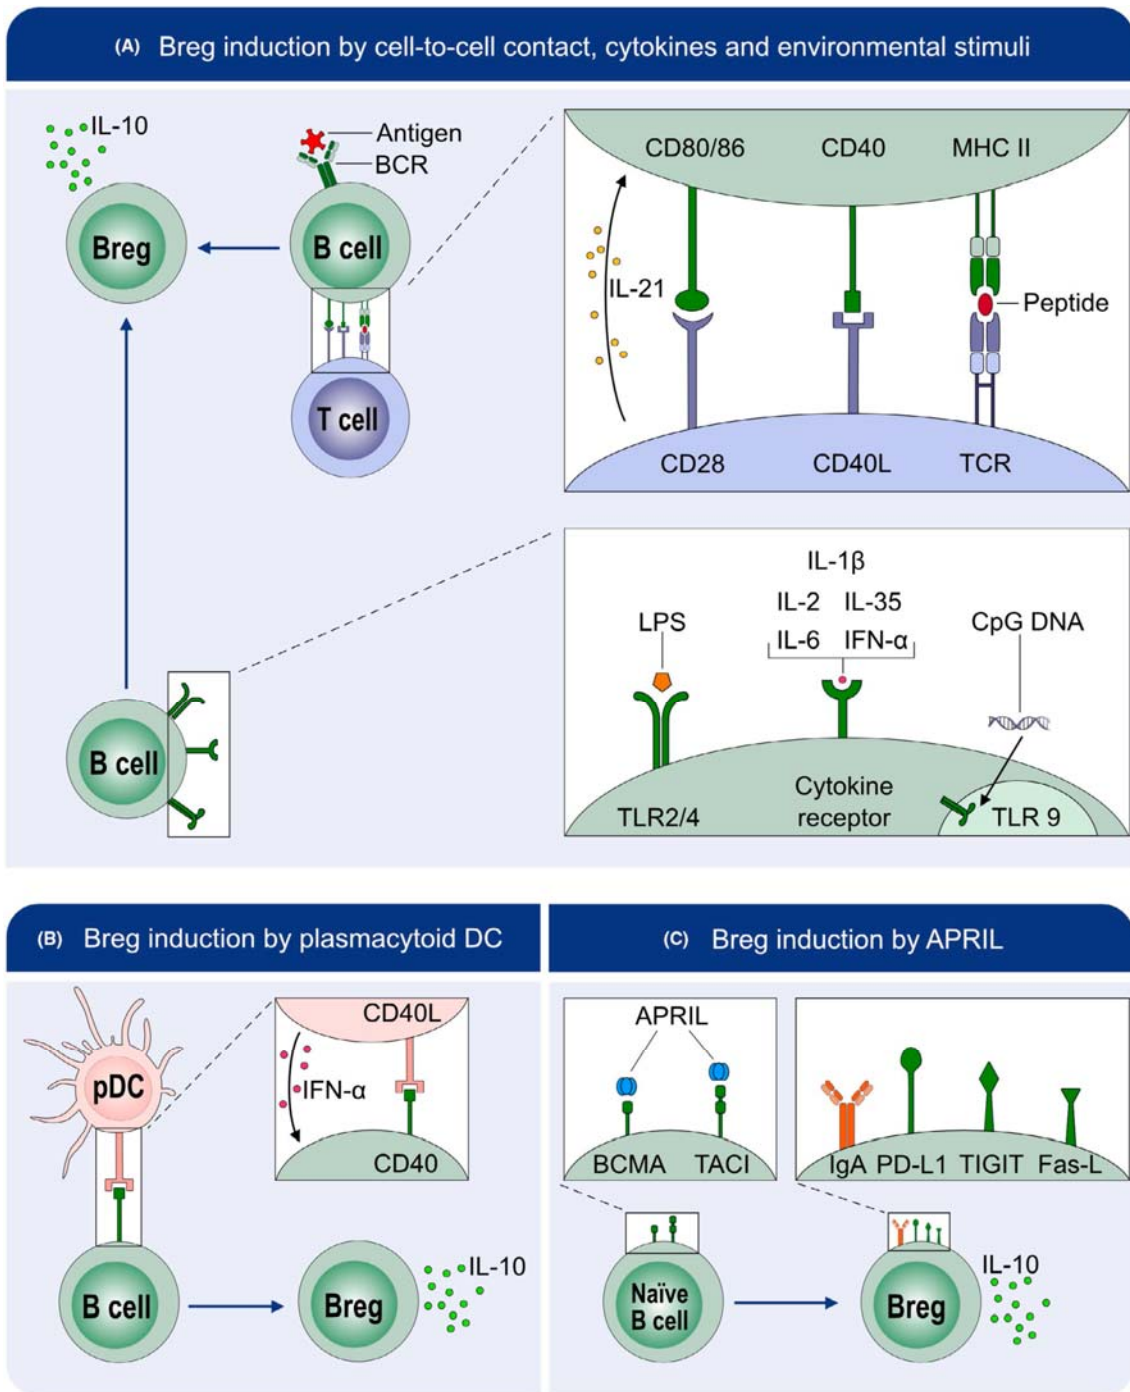 (A) Breg induction by cell-to-cell contact, cytokines and environmental stimuli
IL-10
Antigen
BCR
Breg
B cell
T cell
CD80/86
CD40
MHC II
IL-21
Peptide
CD28
CD40L
TCR
B cell
IL-1β
IL-2
IL-35
LPS
IL-6
IFN-α
CpG DNA
TLR2/4
Cytokine
receptor
TLR 9
(B) Breg induction by plasmacytoid DC
pDC
CD40L
IFN-α
CD40
B cell
Breg
IL-10
(C) Breg induction by APRIL
APRIL
BCMA
TACI
IgA
PD-L1
TIGIT
Fas-L
Naïve
B cell
Breg
IL-10